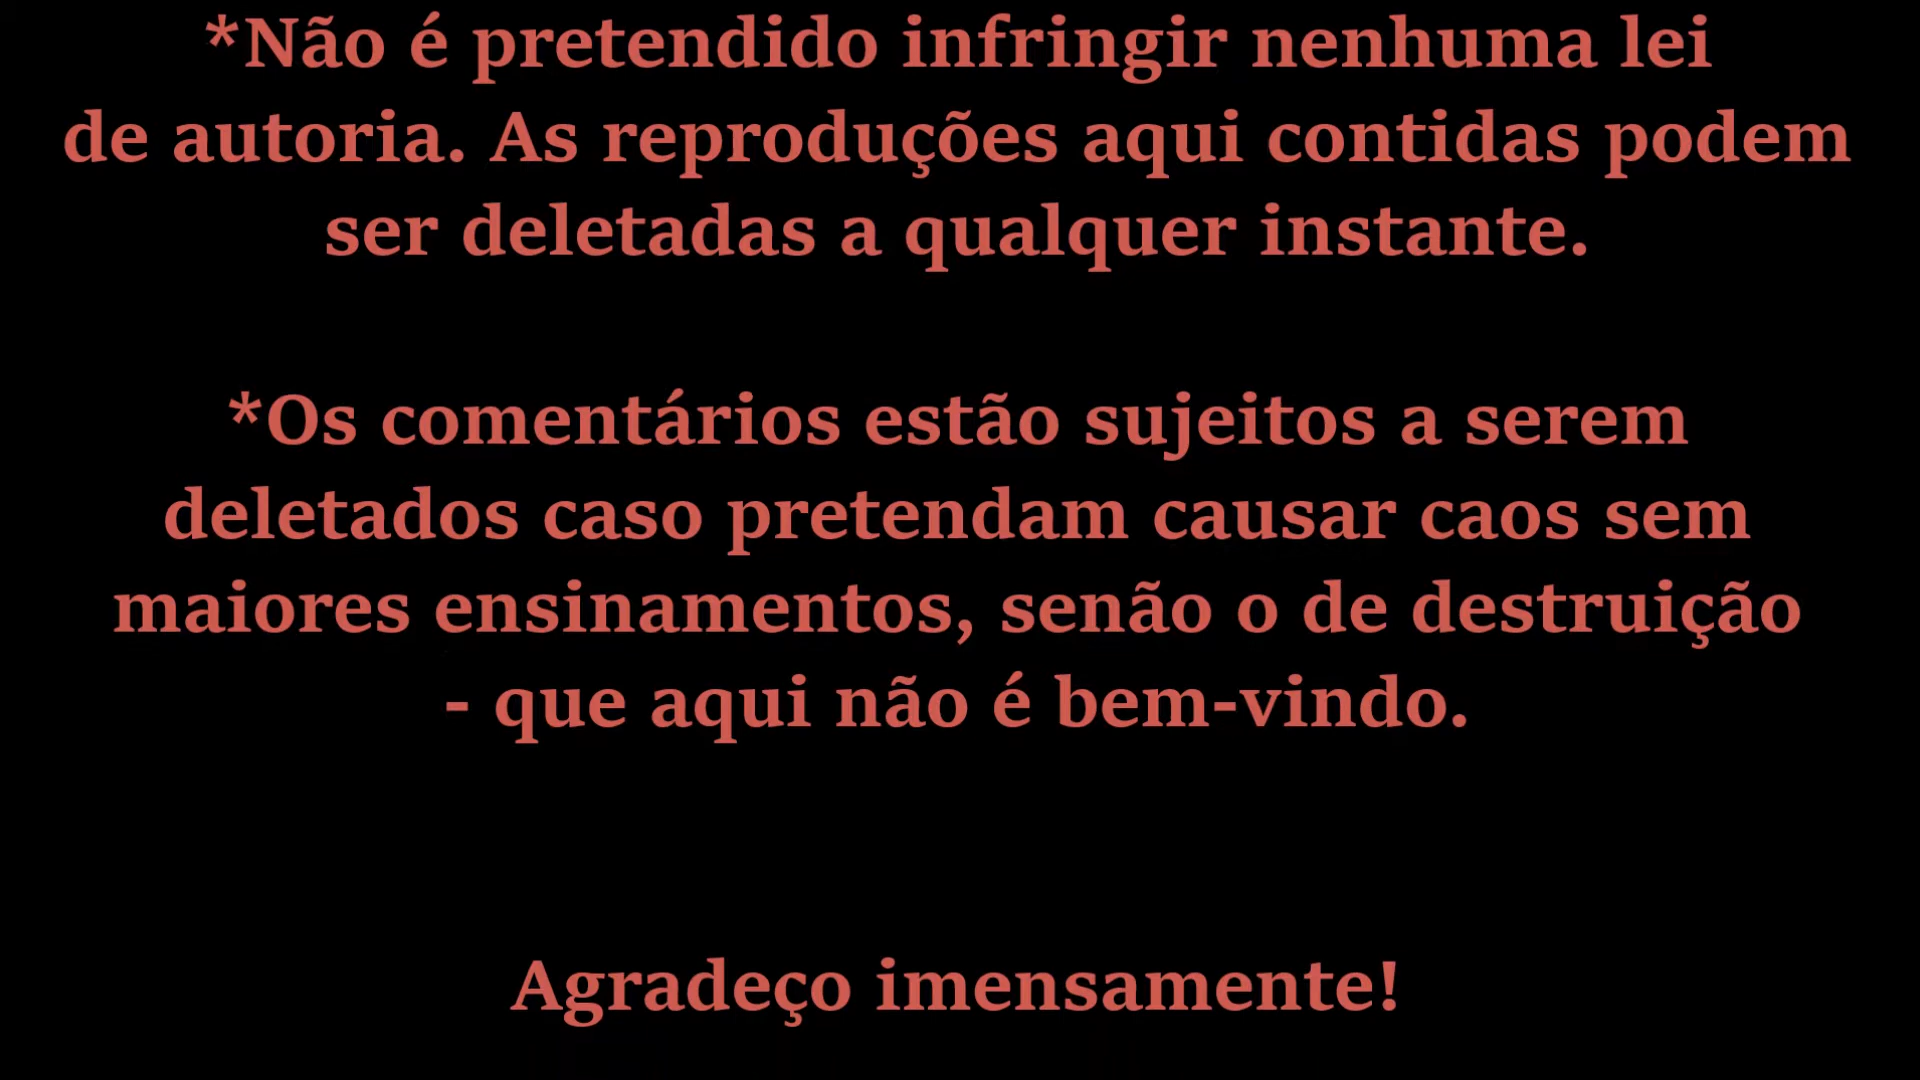 *Não é pretendido infringir nenhuma lei
de autoria. As reproduções aqui contidas podem
ser deletadas a qualquer instante.
*Os comentários estão sujeitos a serem
deletados caso pretendam causar caos sem
maiores ensinamentos, senão o de destruição
- que aqui não é bem-vindo.
Agradeço imensamente!